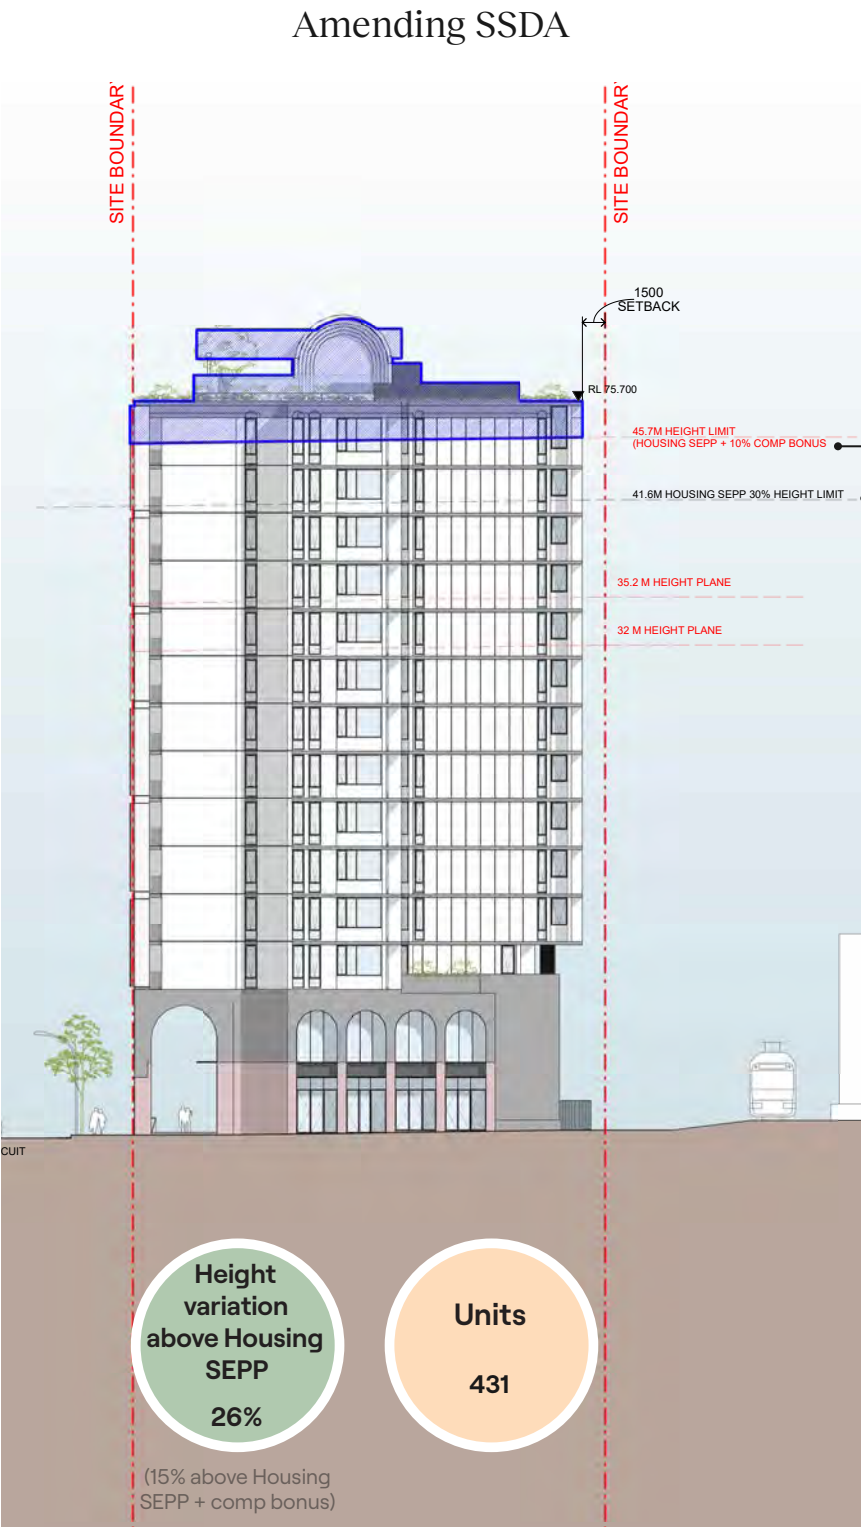 Amending SSDA
SITE BOUNDAR
SITE BOUNDAR
1500
SETBACK
RL 75.700
45.7M HEIGHT LIMIT
(HOUSING SEPP + 10% COMP BONUS
41.6M HOUSING SEPP 30% HEIGHT LIMIT
35.2 M HEIGHT PLANE
32 M HEIGHT PLANE
CUIT
Height
variation
above Housing
SEPP
26%
(15% above Housing
SEPP + comp bonus)
Units
431